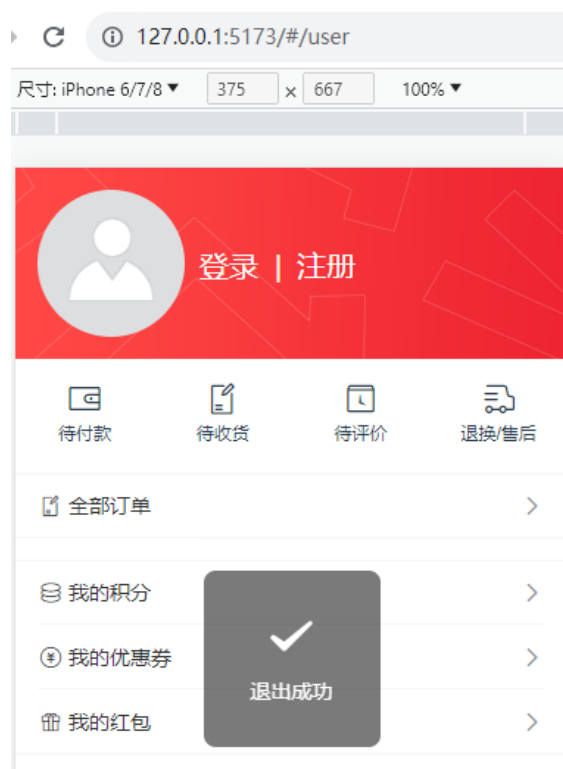 127.0.0.1:5173/#/user
尺寸: iPhone 6/7/8 ▼ 375 × 667 100% ▼
登录 | 注册
待付款 待收货 待评价 退换/售后
全部订单
我的积分
我的优惠券
退出成功
我的红包